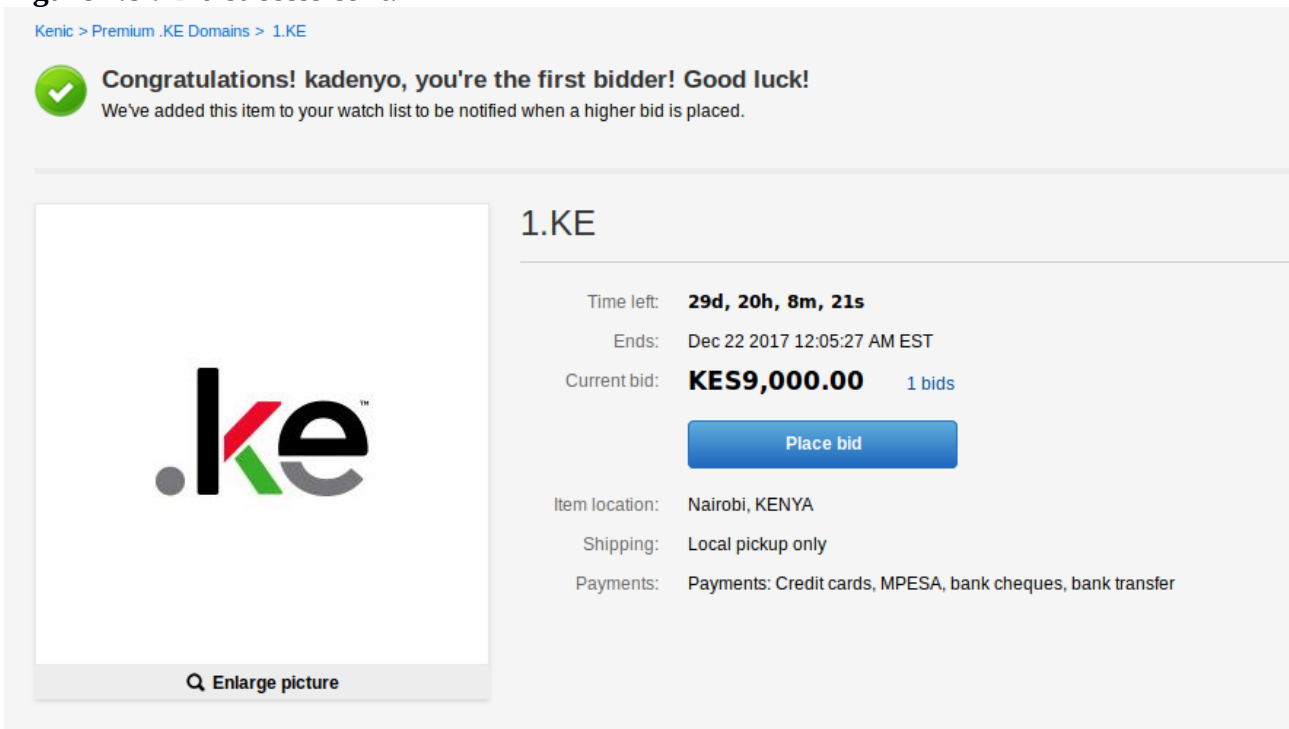 Kenic > Premium .KE Domains > 1.KE
Congratulations! kadenyo, you're the first bidder! Good luck!
We've added this item to your watch list to be notified when a higher bid is placed.
1.KE
.ke™
Time left: 29d, 20h, 8m, 21s
Ends: Dec 22 2017 12:05:27 AM EST
Current bid: KES9,000.00 1 bids
Place bid
Item location: Nairobi, KENYA
Shipping: Local pickup only
Payments: Payments: Credit cards, MPESA, bank cheques, bank transfer
Enlarge picture